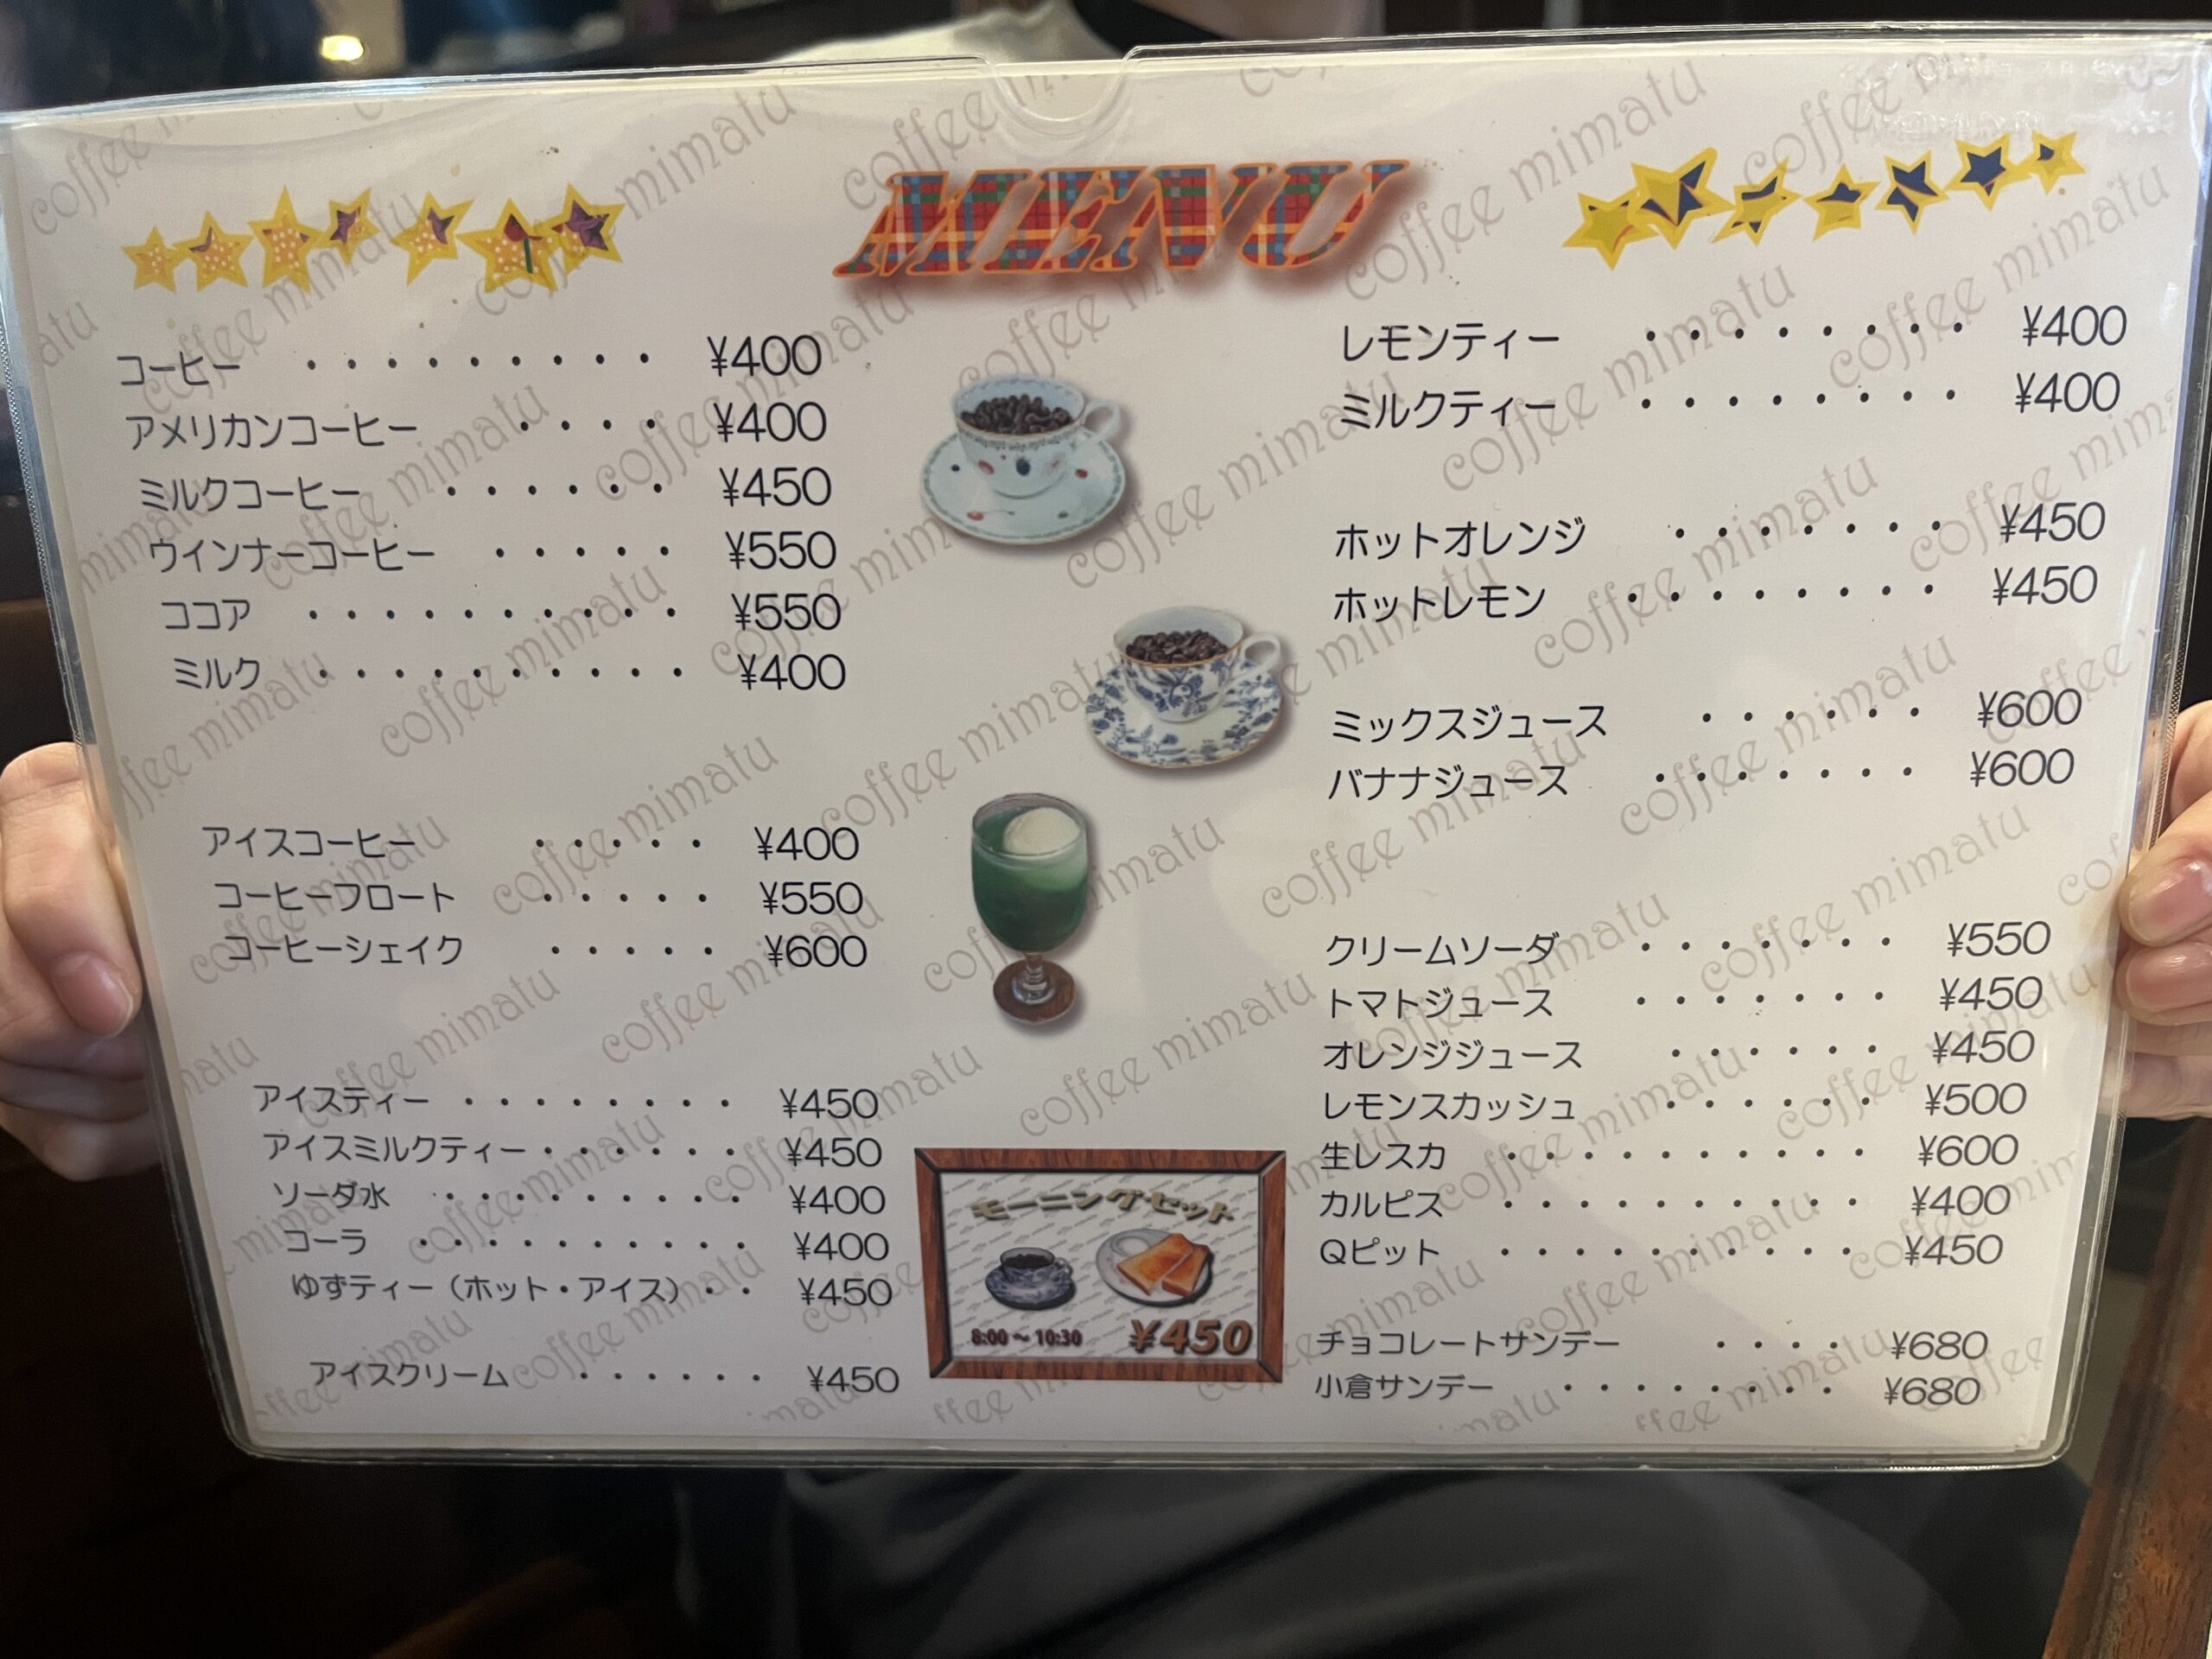 MENU
コーヒー ・・・・・・・・・・ ¥400
アメリカンコーヒー ・・・・ ¥400
ミルクコーヒー ・・・・・・ ¥450
ウインナーコーヒー ・・・・・ ¥550
ココア ・・・・・・・・・・ ¥550
ミルク ・・・・・・・・・・ ¥400
アイスコーヒー ・・・・・ ¥400
コーヒーフロート ・・・・・ ¥550
コーヒーシェイク ・・・・・ ¥600
アイスティー ・・・・・・・・ ¥450
アイスミルクティー・・・・・・ ¥450
ソーダ水 ・・・・・・・・・ ¥400
コーラ ・・・・・・・・・・ ¥400
ゆずティー（ホット・アイス）・・ ¥450
アイスクリーム ・・・・・・ ¥450
モーニングセット
8:00～10:30 ¥450
レモンティー ・・・・・・・・ ¥400
ミルクティー ・・・・・・・・ ¥400
ホットオレンジ ・・・・・・・ ¥450
ホットレモン ・・・・・・・・ ¥450
ミックスジュース ・・・・・・ ¥600
バナナジュース ・・・・・・・ ¥600
クリームソーダ ・・・・・・・ ¥550
トマトジュース ・・・・・・・ ¥450
オレンジジュース ・・・・・・ ¥450
レモンスカッシュ ・・・・・・ ¥500
生レスカ ・・・・・・・・・・ ¥600
カルピス ・・・・・・・・・・ ¥400
Qピット ・・・・・・・・・・ ¥450
チョコレートサンデー ・・・・ ¥680
小倉サンデー ・・・・・・・・ ¥680
coffee mimatu